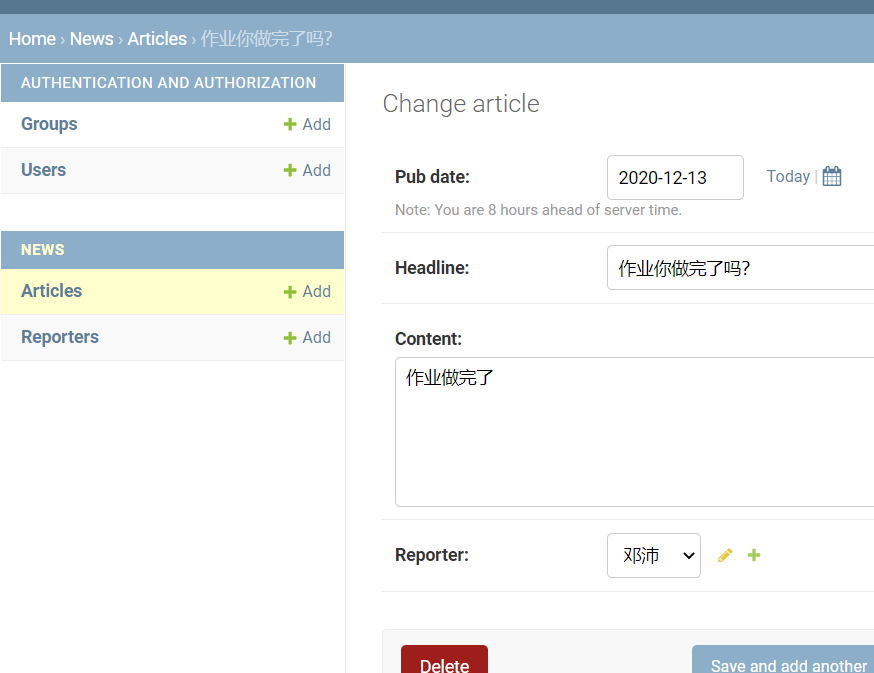 Home › News › Articles › 作业你做完了吗?
AUTHENTICATION AND AUTHORIZATION
Groups Add
Users Add
NEWS
Articles Add
Reporters Add
Change article
Pub date: 2020-12-13 Today |
Note: You are 8 hours ahead of server time.
Headline: 作业你做完了吗?
Content:
作业做完了
Reporter: 邓沛
Delete Save and add another